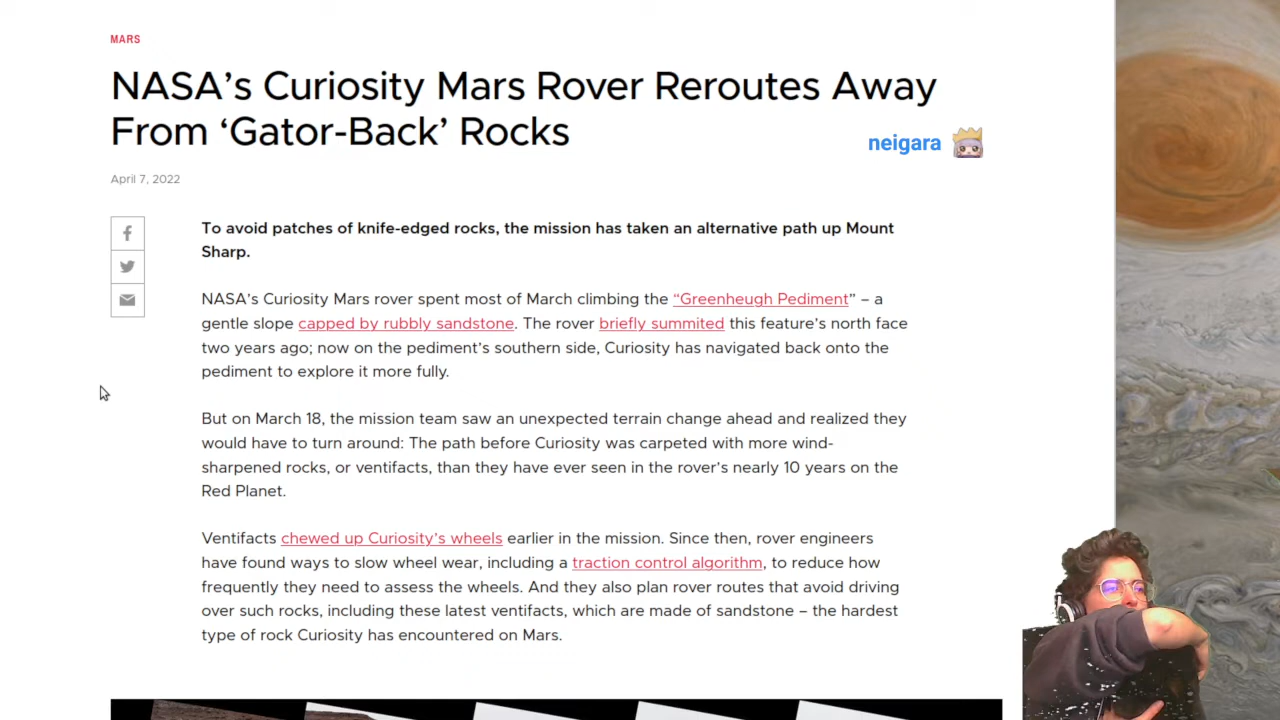 MARS
NASA’s Curiosity Mars Rover Reroutes Away
From ‘Gator-Back’ Rocks
neigara
April 7, 2022
To avoid patches of knife-edged rocks, the mission has taken an alternative path up Mount
Sharp.
NASA’s Curiosity Mars rover spent most of March climbing the “Greenheugh Pediment” – a
gentle slope capped by rubbly sandstone. The rover briefly summited this feature’s north face
two years ago; now on the pediment’s southern side, Curiosity has navigated back onto the
pediment to explore it more fully.
But on March 18, the mission team saw an unexpected terrain change ahead and realized they
would have to turn around: The path before Curiosity was carpeted with more wind-
sharpened rocks, or ventifacts, than they have ever seen in the rover’s nearly 10 years on the
Red Planet.
Ventifacts chewed up Curiosity’s wheels earlier in the mission. Since then, rover engineers
have found ways to slow wheel wear, including a traction control algorithm, to reduce how
frequently they need to assess the wheels. And they also plan rover routes that avoid driving
over such rocks, including these latest ventifacts, which are made of sandstone – the hardest
type of rock Curiosity has encountered on Mars.